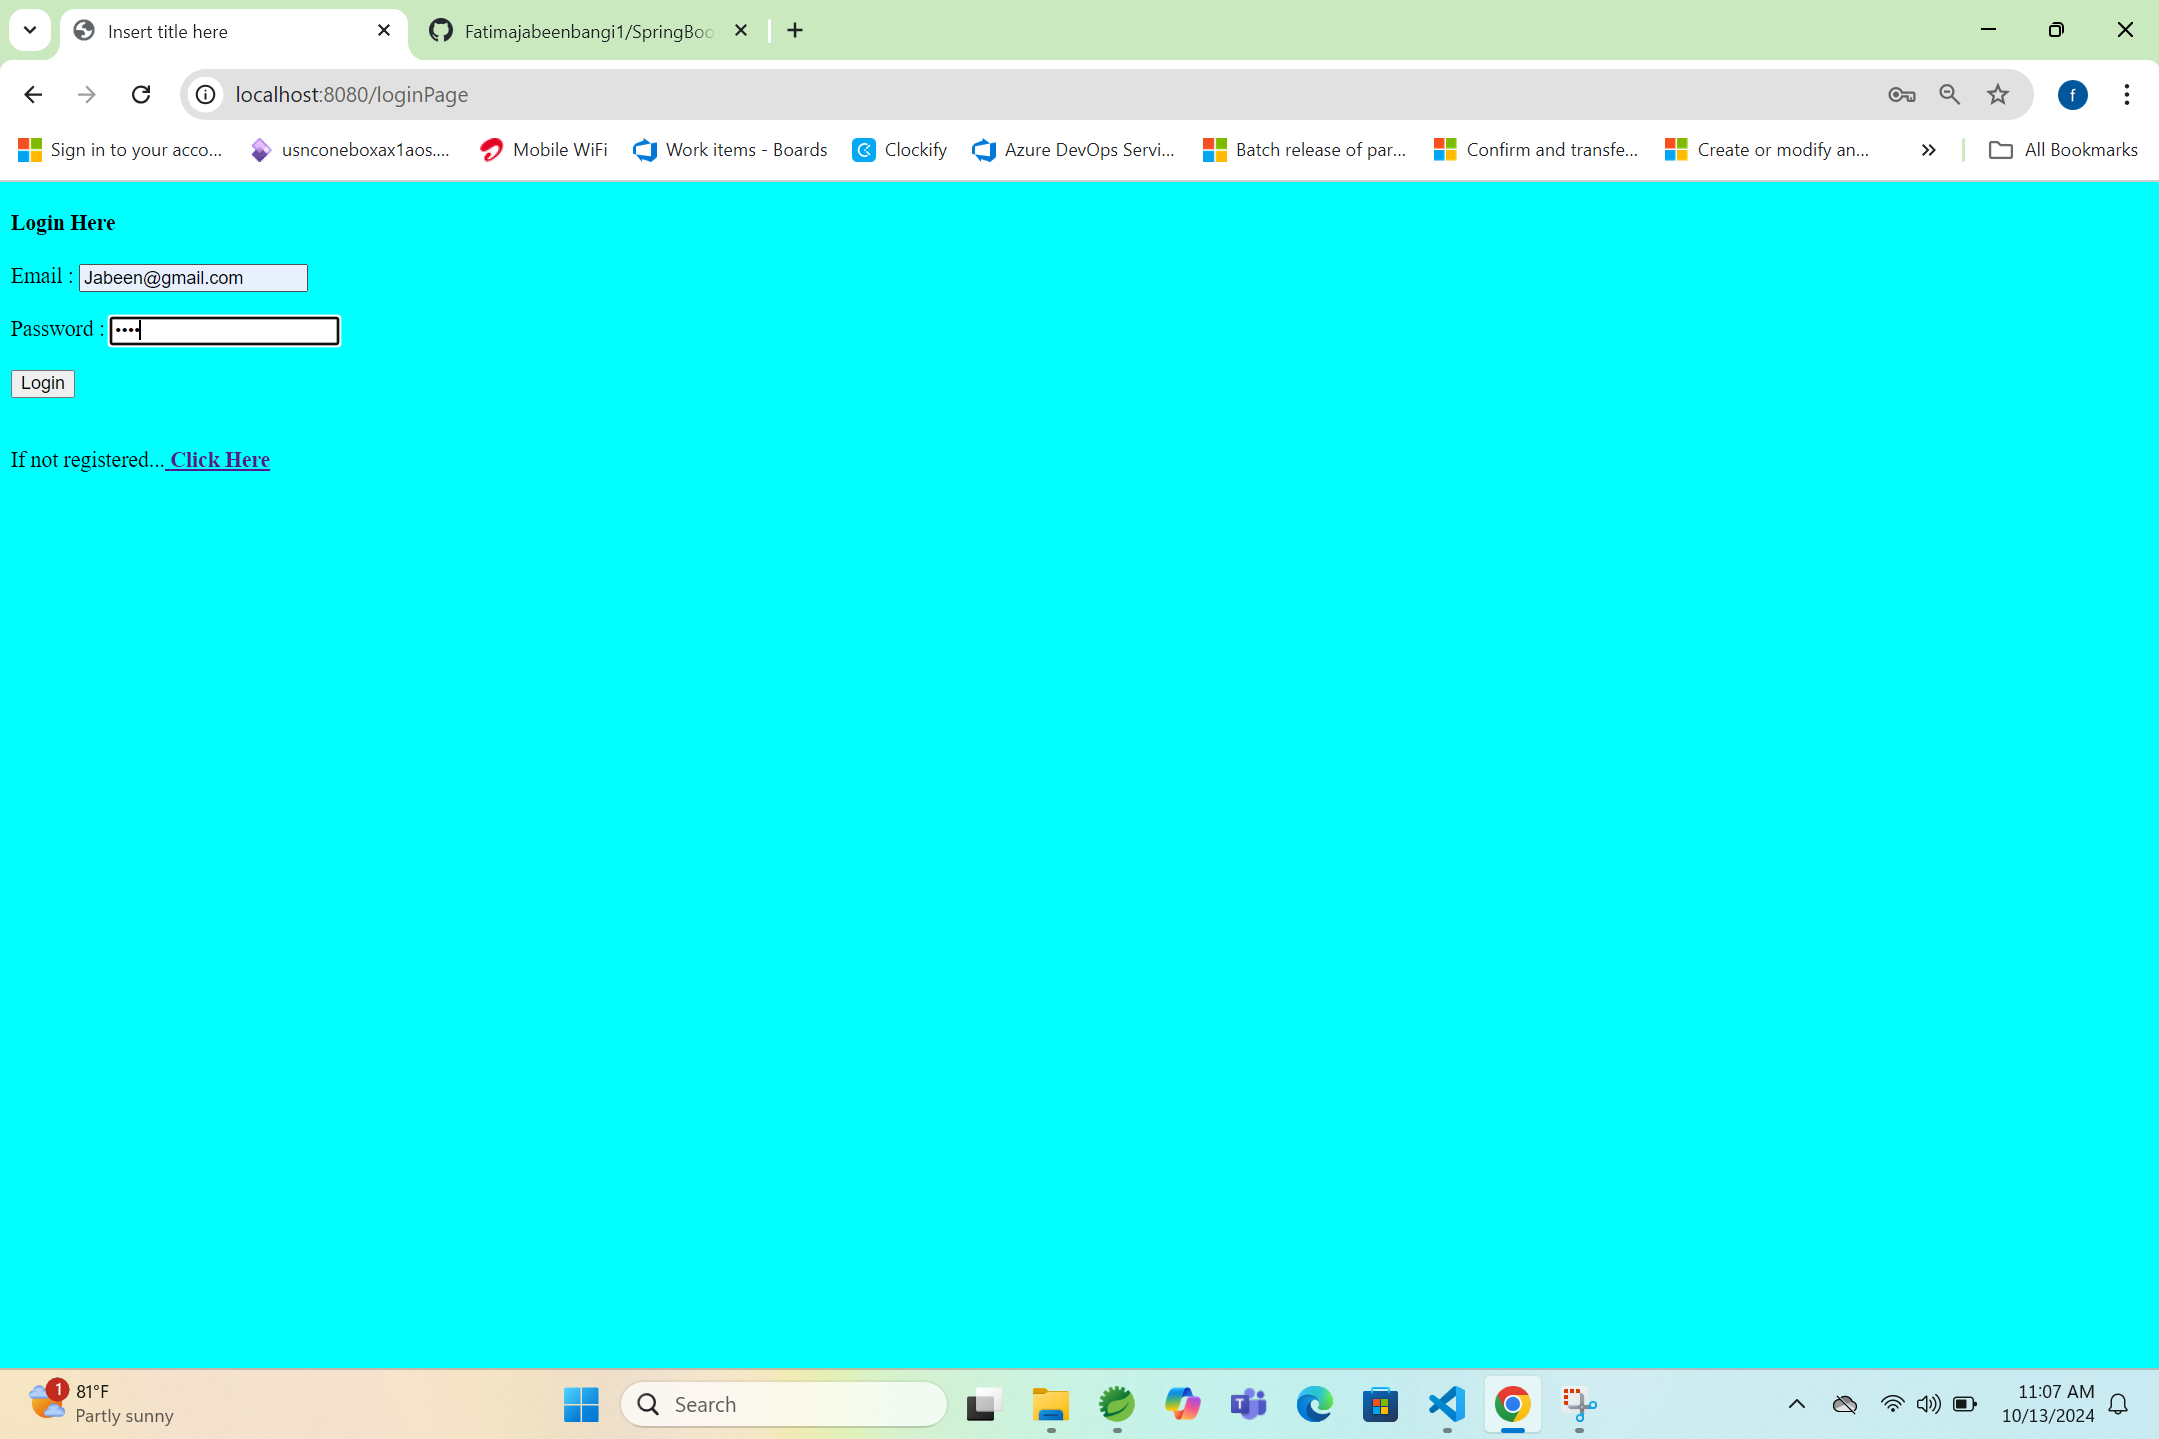 Insert title here
Fatimajabeenbangi1/SpringBoo
localhost:8080/loginPage
f
Sign in to your acco...
usnconeboxax1aos....
Mobile WiFi
Work items - Boards
Clockify
Azure DevOps Servi...
Batch release of par...
Confirm and transfe...
Create or modify an...
All Bookmarks
Login Here
Email : Jabeen@gmail.com
Password : ••••
Login
If not registered... Click Here
1
81°F
Partly sunny
Search
11:07 AM
10/13/2024